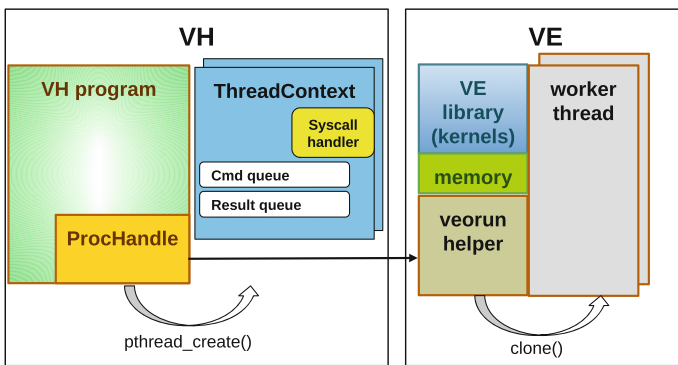 VH
VH program
ThreadContext
Syscall
handler
Cmd queue
Result queue
ProcHandle
pthread_create()
VE
VE
library
(kernels)
memory
veorun
helper
worker
thread
clone()